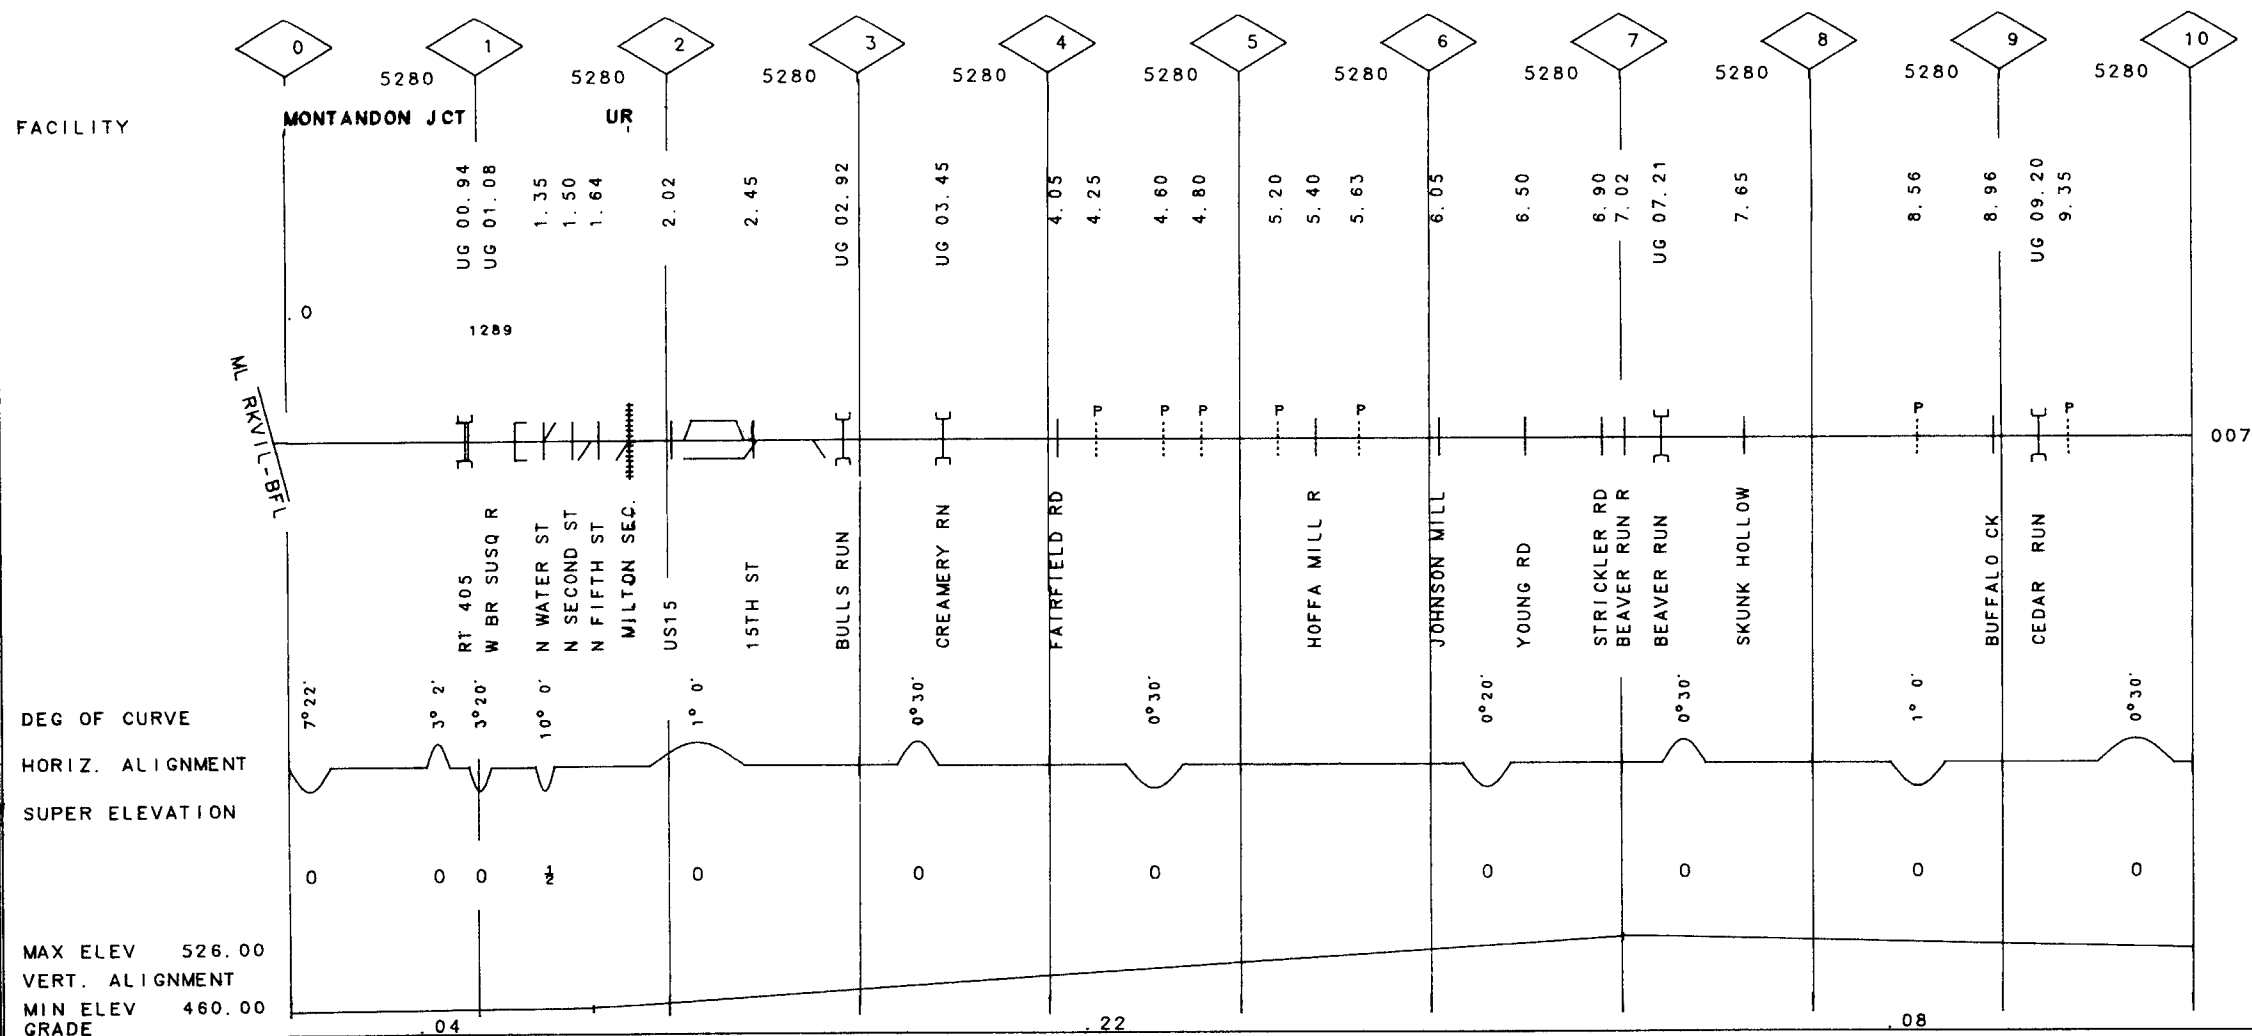 0 1 2 3 4 5 6 7 8 9 10
5280 5280 5280 5280 5280 5280 5280 5280 5280 5280
FACILITY
MONTANDON JCT UR
UG 00.94
UG 01.08
1.35
1.50
1.64
2.02
2.45
UG 02.92
UG 03.45
4.05
4.25
4.60
4.80
5.20
5.40
5.63
6.05
6.50
6.90
7.02
UG 07.21
7.65
8.56
8.96
UG 09.20
9.35
.0
1289
ML RKVIL-BFL
P P P P P P P
007
RT 405
W BR SUSQ R
N WATER ST
N SECOND ST
N FIFTH ST
MILTON SEC.
US15
15TH ST
BULLS RUN
CREAMERY RN
FAIRFIELD RD
HOFFA MILL R
JOHNSON MILL
YOUNG RD
STRICKLER RD
BEAVER RUN R
BEAVER RUN
SKUNK HOLLOW
BUFFALO CK
CEDAR RUN
DEG OF CURVE
7°22' 3° 2' 3°20' 10° 0' 1° 0' 0°30' 0°30' 0°20' 0°30' 1° 0' 0°30'
HORIZ. ALIGNMENT
SUPER ELEVATION
0 0 0 ½ 0 0 0 0 0 0 0
MAX ELEV 526.00
VERT. ALIGNMENT
MIN ELEV 460.00
GRADE .04 .22 .08